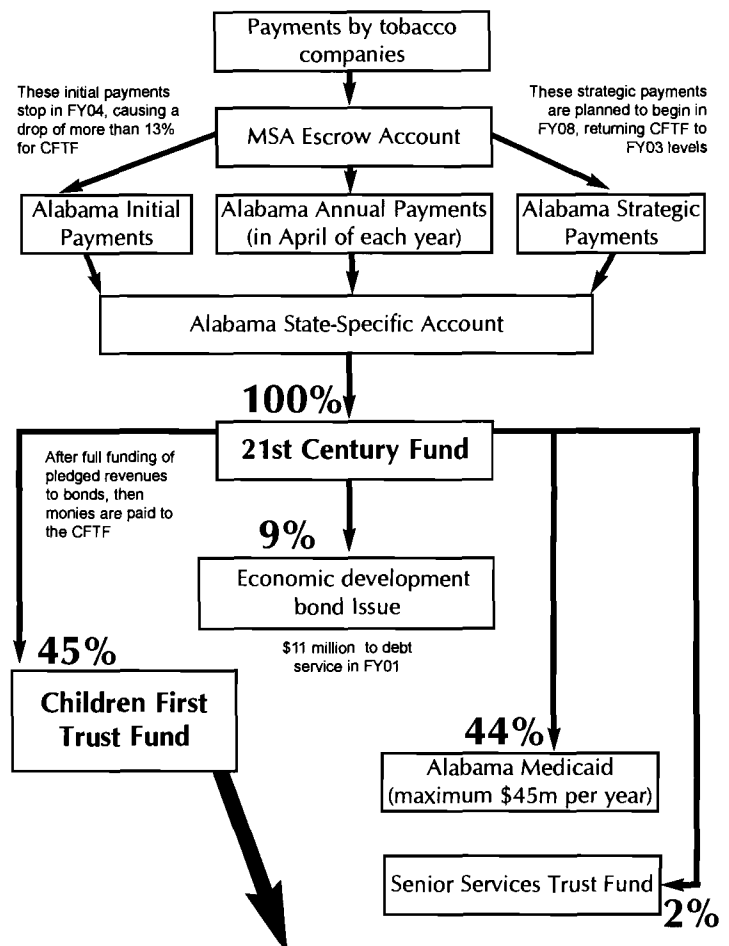 Payments by tobacco
companies
These initial payments
stop in FY04, causing a
drop of more than 13%
for CFTF
These strategic payments
are planned to begin in
FY08, returning CFTF to
FY03 levels
MSA Escrow Account
Alabama Initial
Payments
Alabama Annual Payments
(in April of each year)
Alabama Strategic
Payments
Alabama State-Specific Account
100%
21st Century Fund
After full funding of
pledged revenues
to bonds, then
monies are paid to
the CFTF
9%
Economic development
bond Issue
$11 million to debt
service in FY01
45%
Children First
Trust Fund
44%
Alabama Medicaid
(maximum $45m per year)
Senior Services Trust Fund
2%